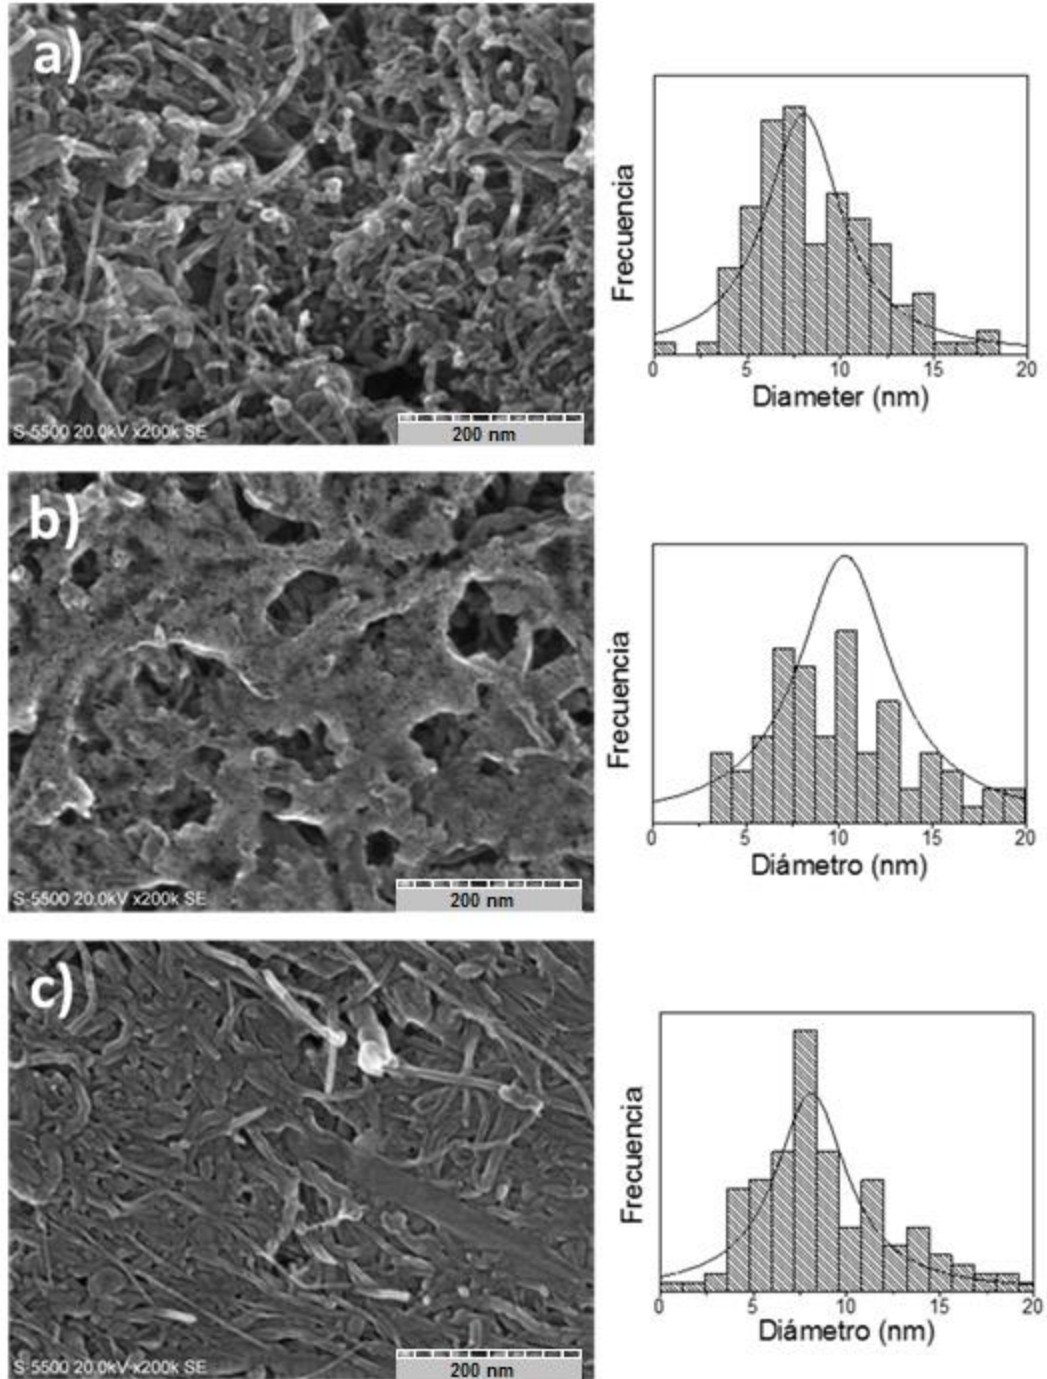 a)
S-5500 20.0kV x200k SE
200 nm
Frecuencia
0 5 10 15 20
Diameter (nm)
b)
S-5500 20.0kV x200k SE
200 nm
Frecuencia
0 5 10 15 20
Diámetro (nm)
c)
S-5500 20.0kV x200k SE
200 nm
Frecuencia
0 5 10 15 20
Diámetro (nm)